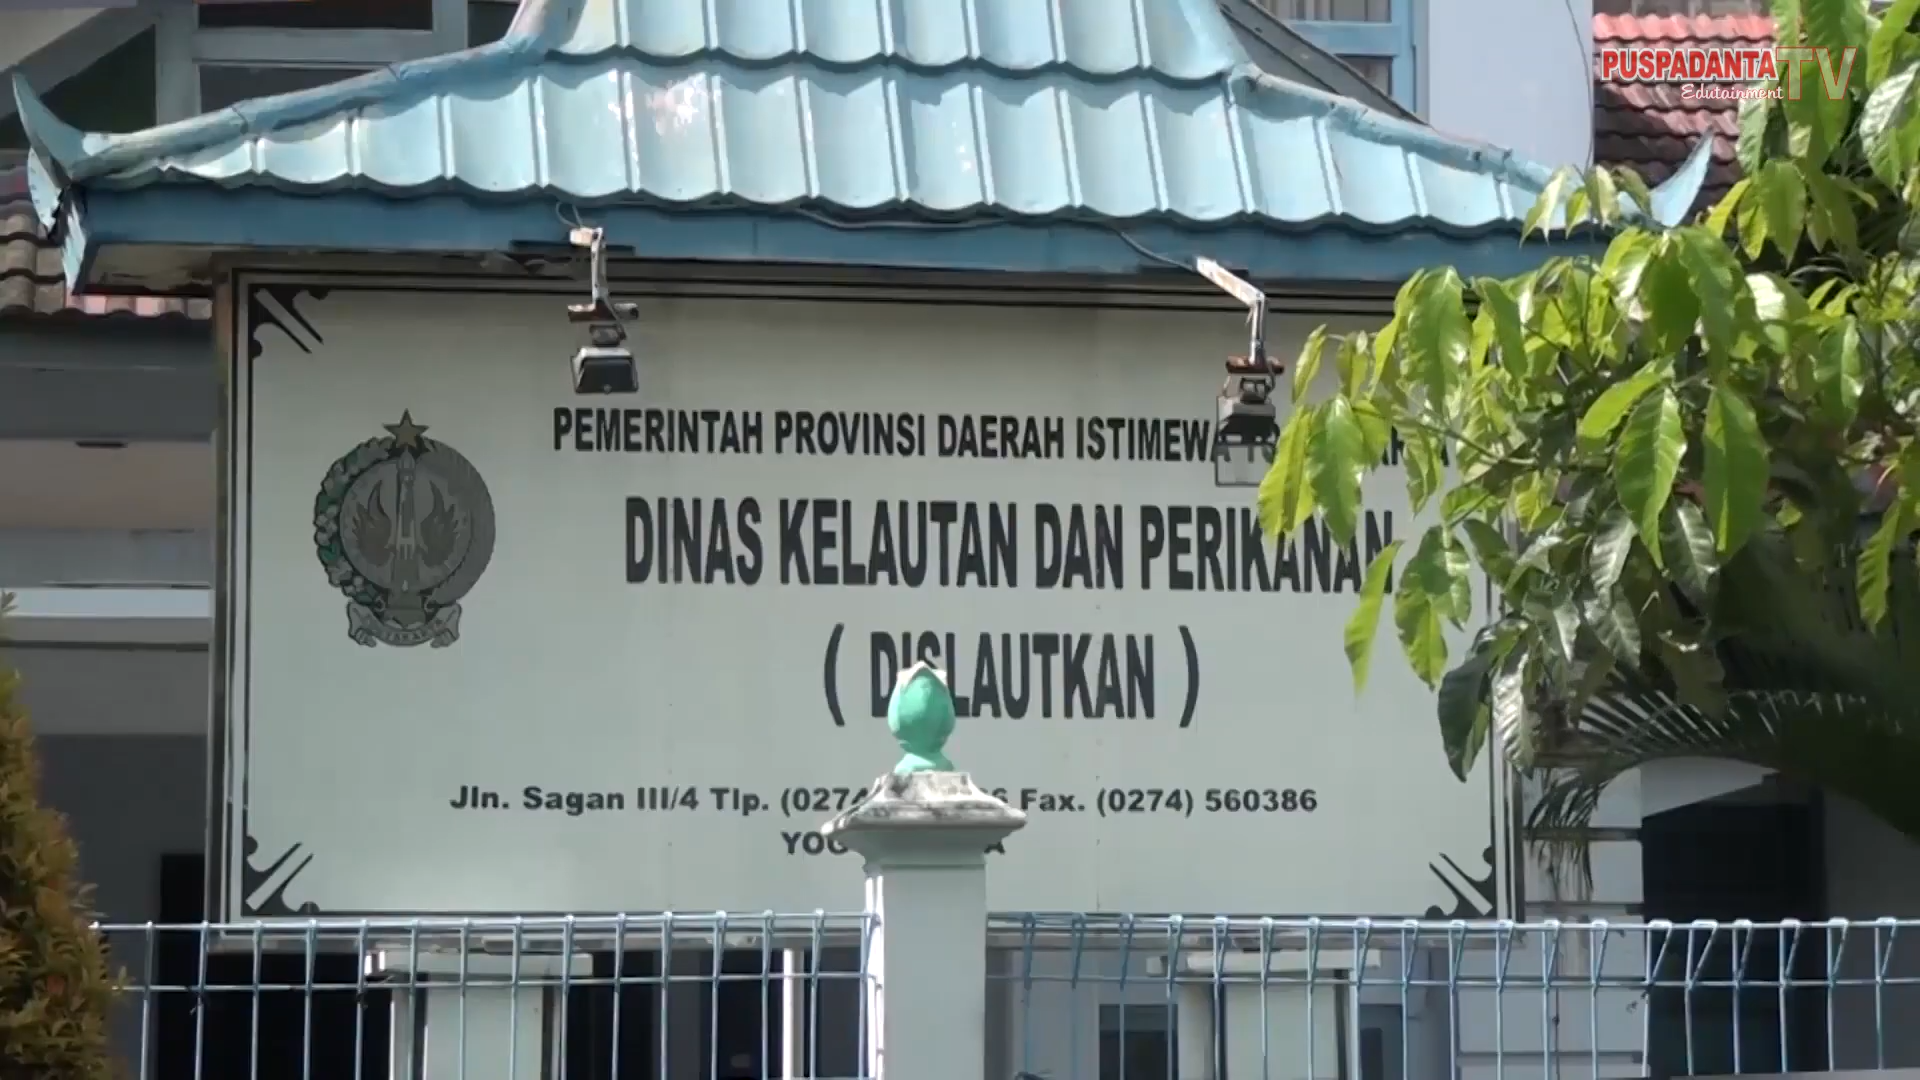 PUSPADANTA TV
Edutainment
PEMERINTAH PROVINSI DAERAH ISTIMEWA
DINAS KELAUTAN DAN PERIKANAN
( DISLAUTKAN )
Jln. Sagan III/4 Tlp. (0274 Fax. (0274) 560386